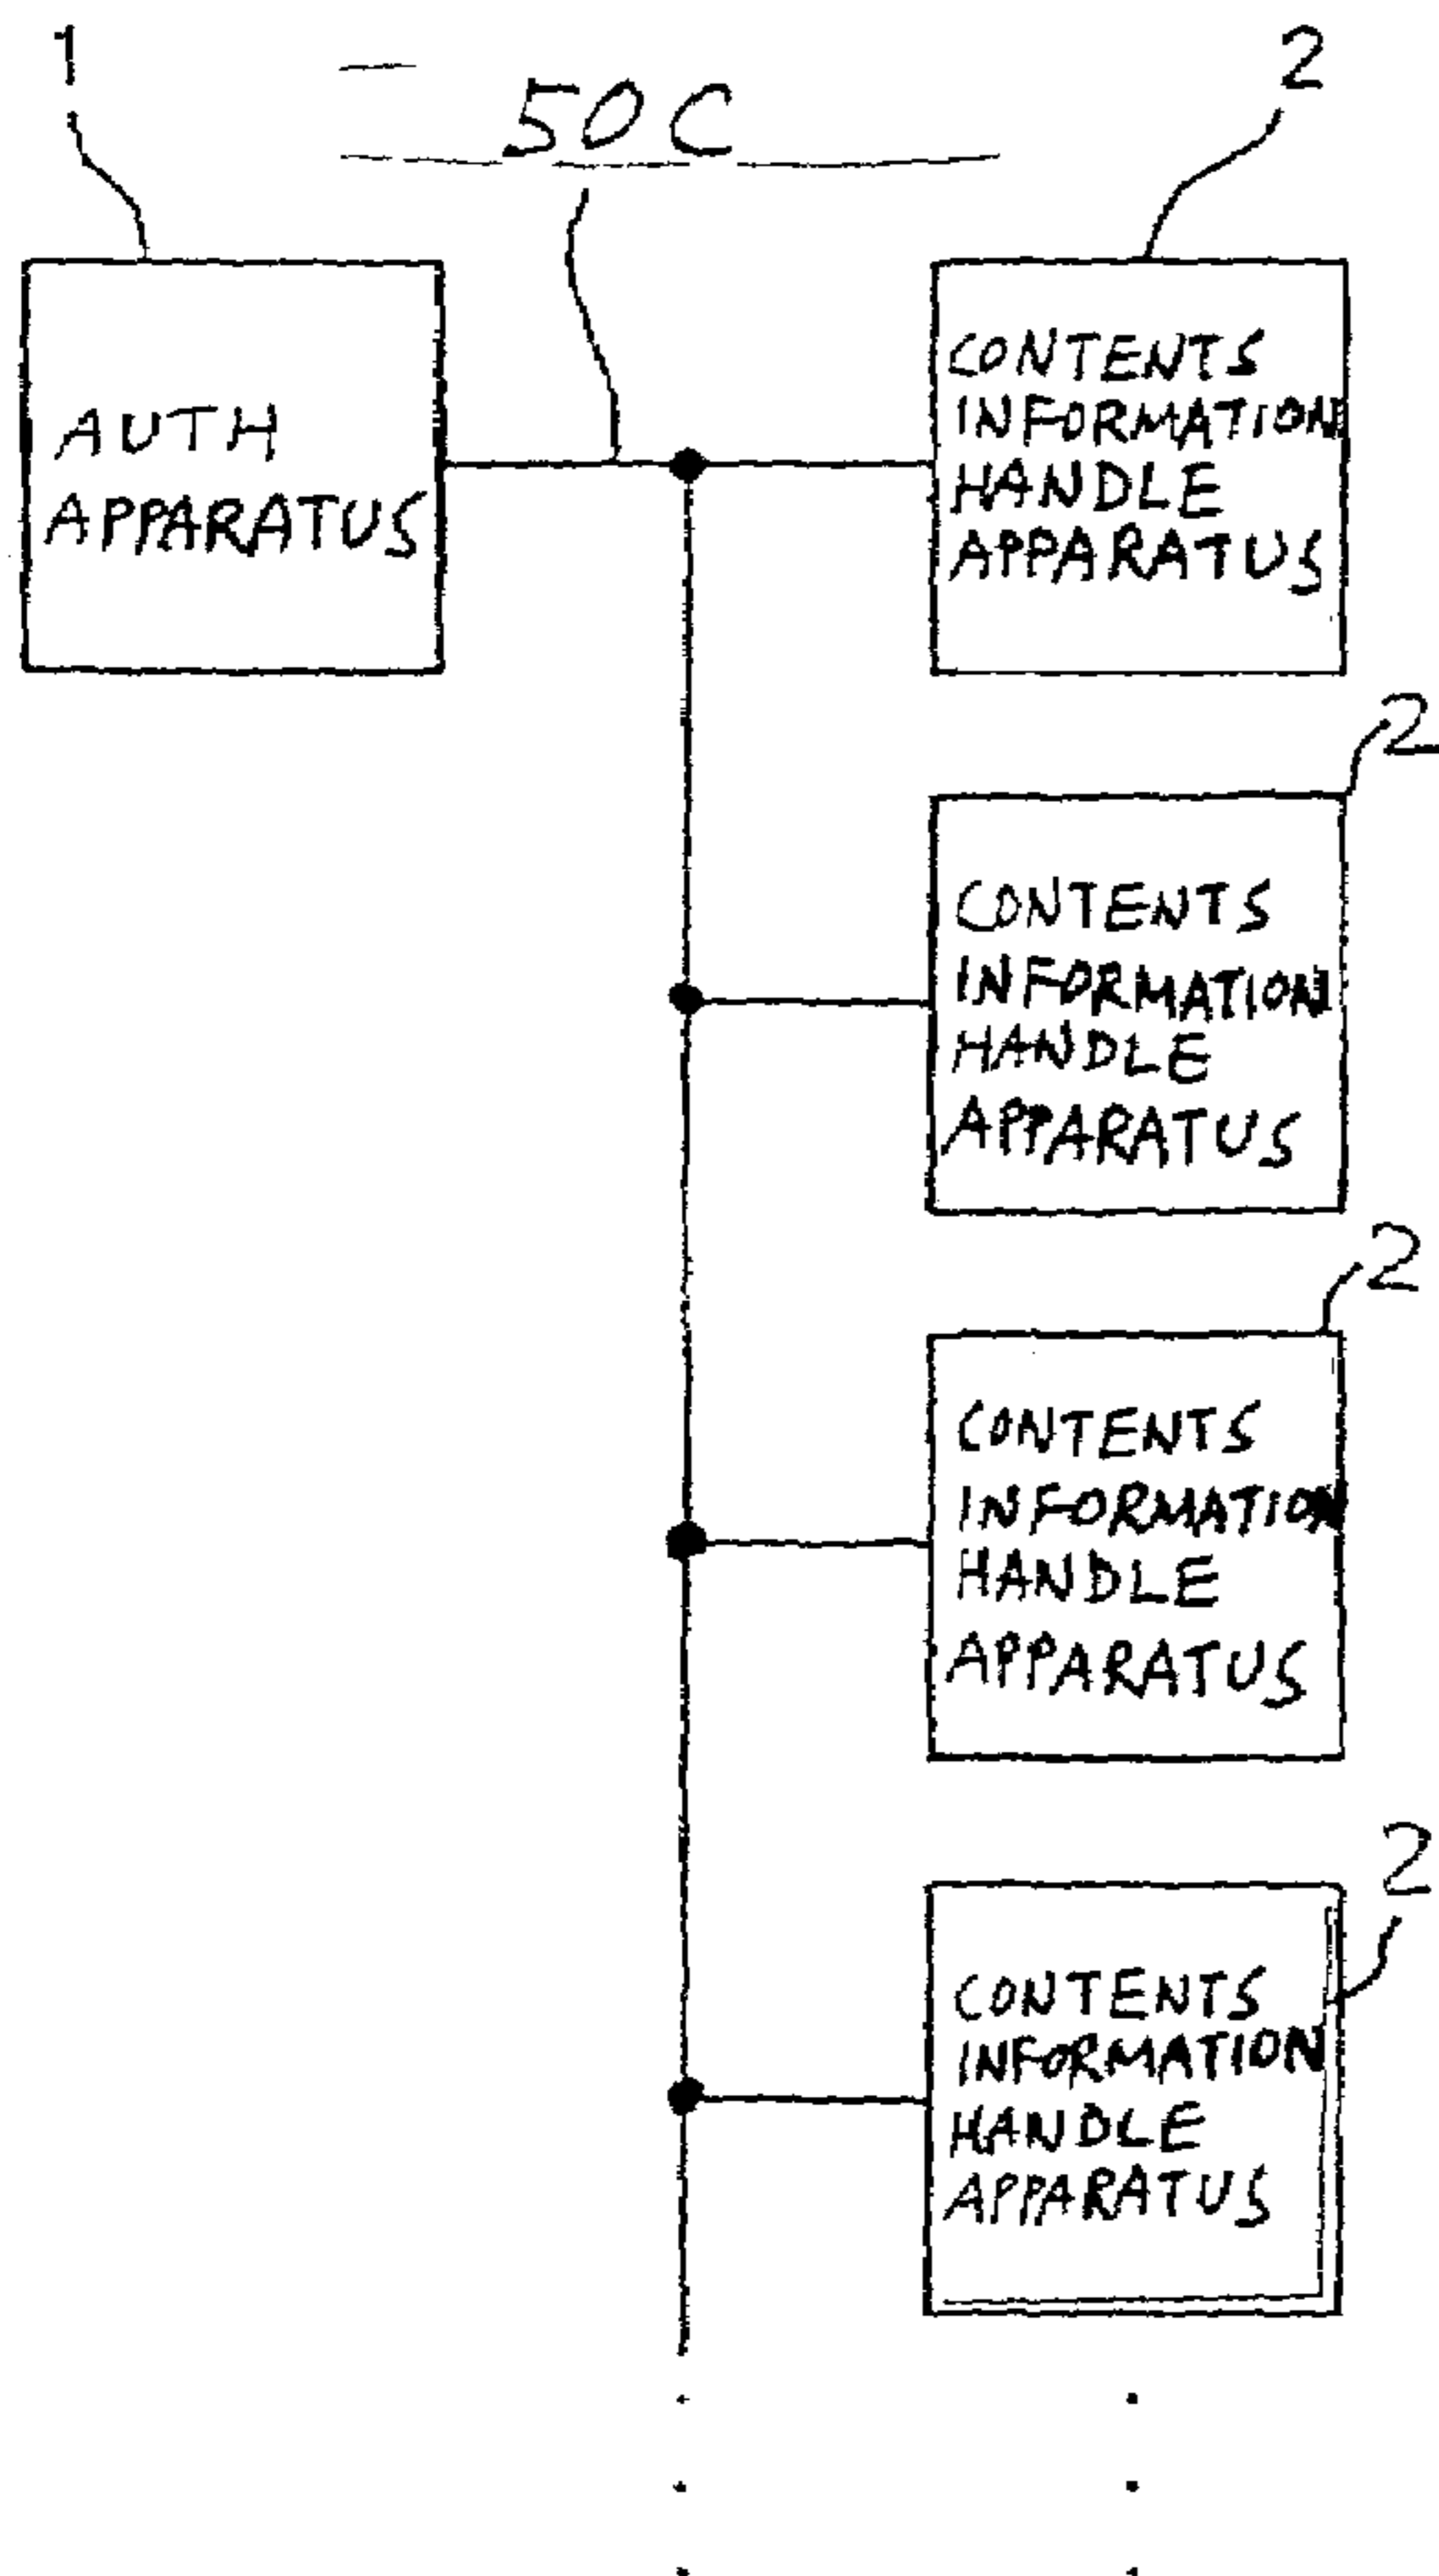 1
50C
2
AUTH
APPARATUS
CONTENTS
INFORMATION
HANDLE
APPARATUS
2
CONTENTS
INFORMATION
HANDLE
APPARATUS
2
CONTENTS
INFORMATION
HANDLE
APPARATUS
2
CONTENTS
INFORMATION
HANDLE
APPARATUS